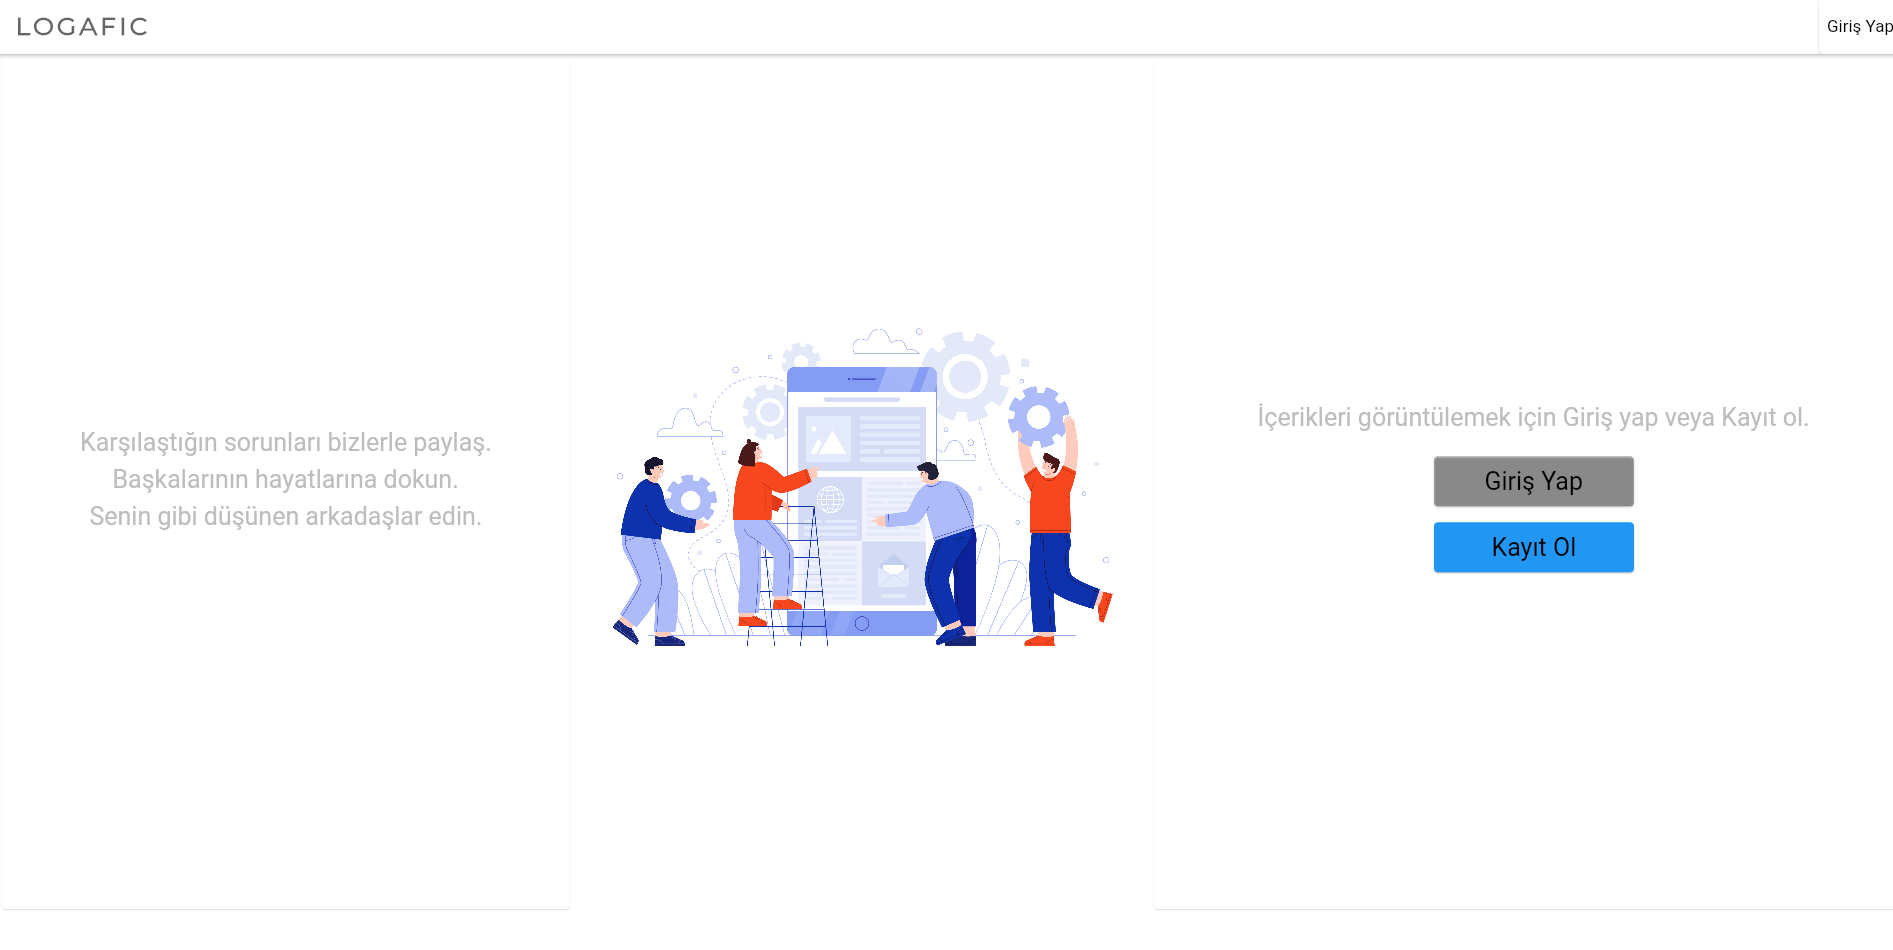 LOGAFIC
Giriş Yap
Karşılaştığın sorunları bizlerle paylaş.
Başkalarının hayatlarına dokun.
Senin gibi düşünen arkadaşlar edin.
İçerikleri görüntülemek için Giriş yap veya Kayıt ol.
Giriş Yap
Kayıt Ol